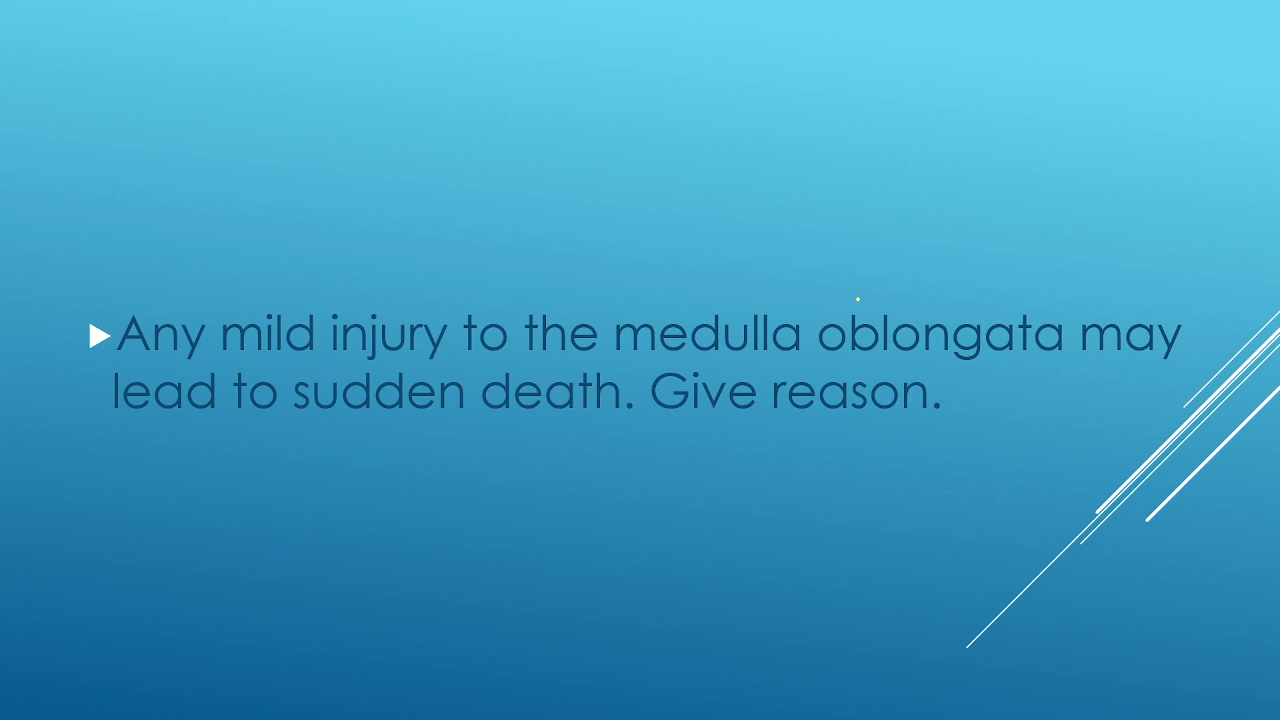 Any mild injury to the medulla oblongata may
lead to sudden death. Give reason.